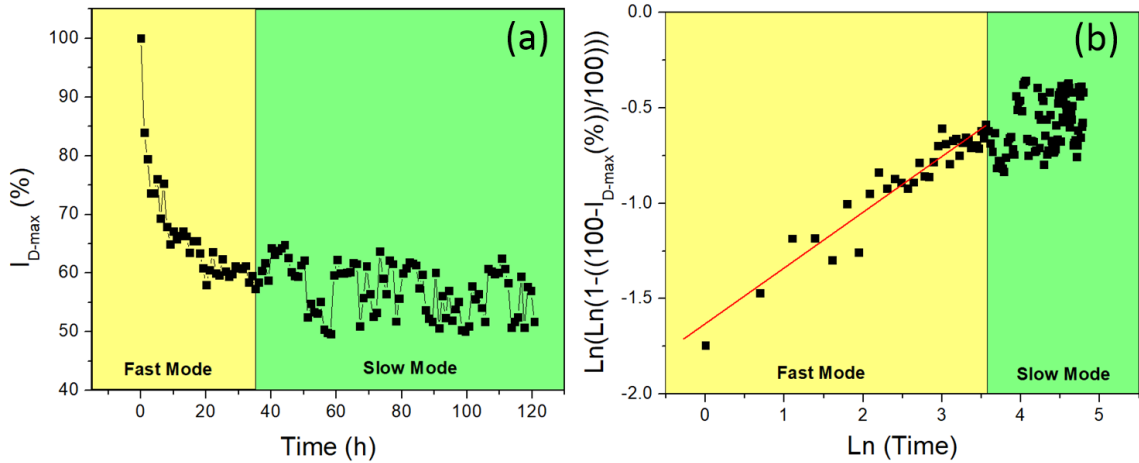 (a)
100
90
80
70
60
50
40
I_D-max (%)
Fast Mode
Slow Mode
0
20
40
60
80
100
120
Time (h)
(b)
0.0
-0.5
-1.0
-1.5
-2.0
Ln(Ln(1-((100-I_D-max(%))/100)))
Fast Mode
Slow Mode
0
1
2
3
4
5
Ln (Time)